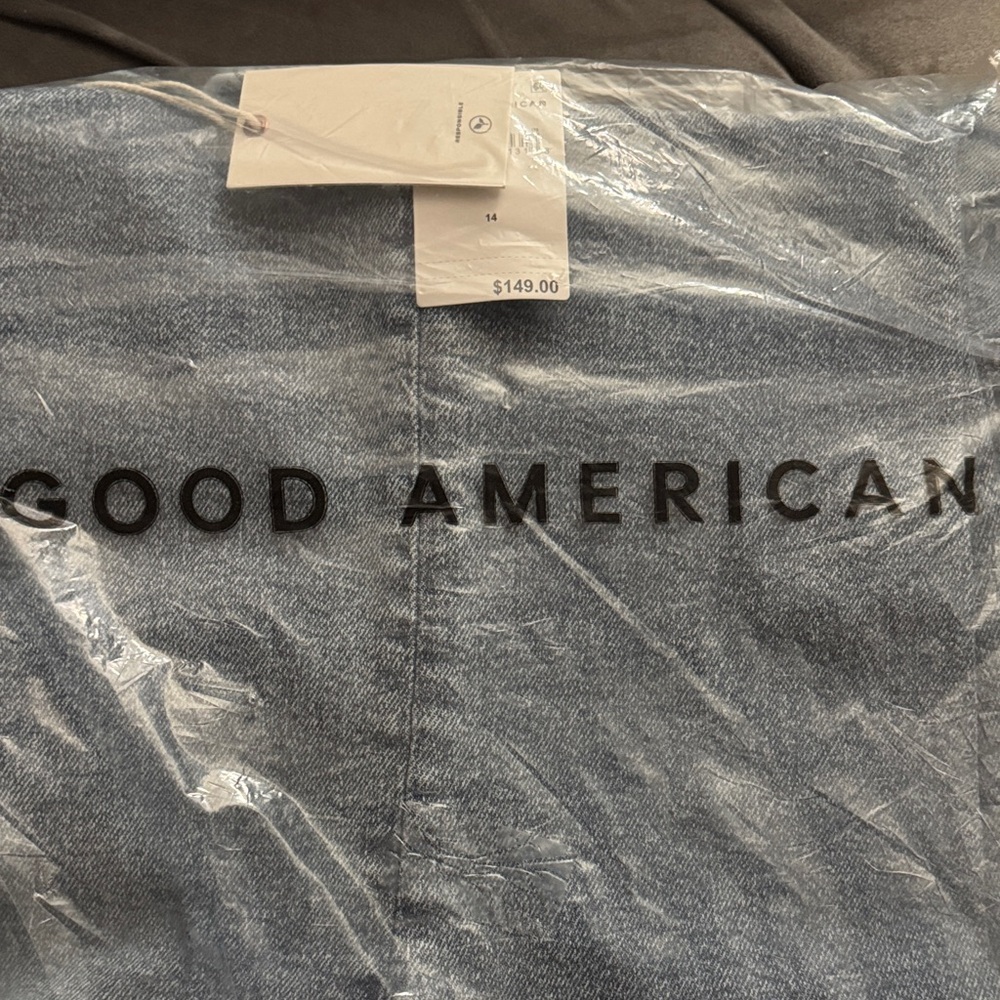 RESPONSIBLE
14
$149.00
GOOD AMERICAN